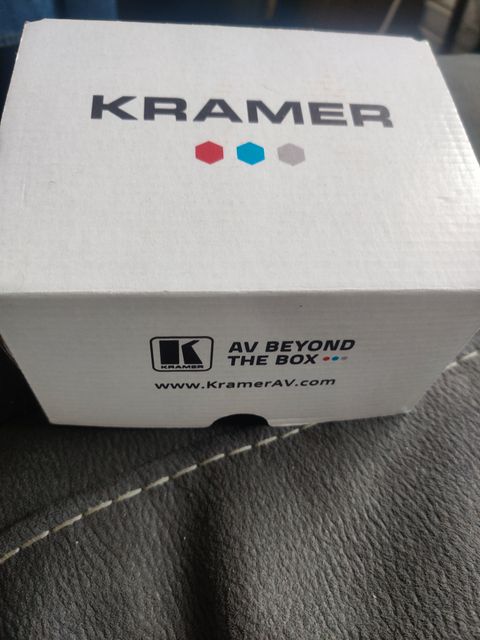 KRAMER
K
KRAMER
AV BEYOND
THE BOX
www.KramerAV.com